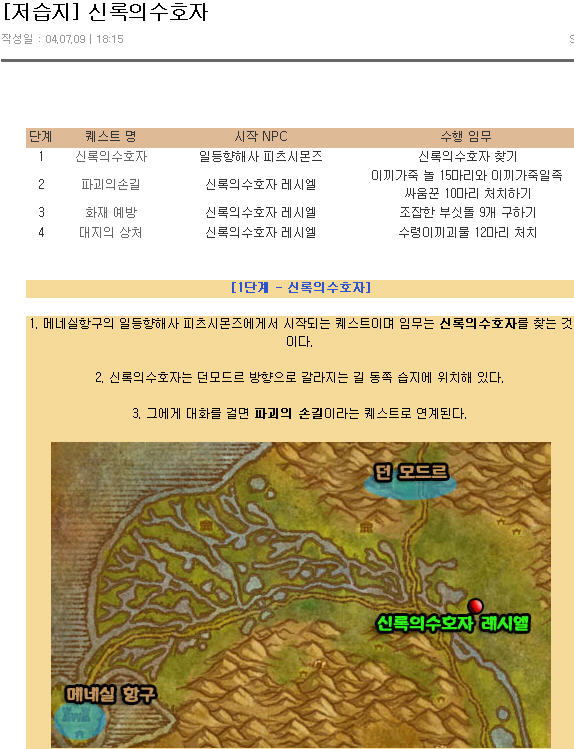 [저습지] 신록의수호자
작성일 : 04.07.09 | 18:15
단계 퀘스트 명 시작 NPC 수행 임무
1 신록의수호자 일등향해사 피츠시몬즈 신록의수호자 찾기
2 파괴의손길 신록의수호자 레시엘 이끼가죽 놀 15마리와 이끼가죽일족
싸움꾼 10마리 처치하기
3 화재 예방 신록의수호자 레시엘 조잡한 부싯돌 9개 구하기
4 대지의 상처 신록의수호자 레시엘 수렁이끼괴물 12마리 처치
[1단계 - 신록의수호자]
1. 메네실항구의 일등향해사 피츠시몬즈에게서 시작되는 퀘스트이며 임무는 신록의수호자를 찾는 것
이다.
2. 신록의수호자는 던모드르 방향으로 갈라지는 길 동쪽 습지에 위치해 있다.
3. 그에게 대화를 걸면 파괴의 손길이라는 퀘스트로 연계된다.
던 모드르
신록의수호자 레시엘
메네실 항구